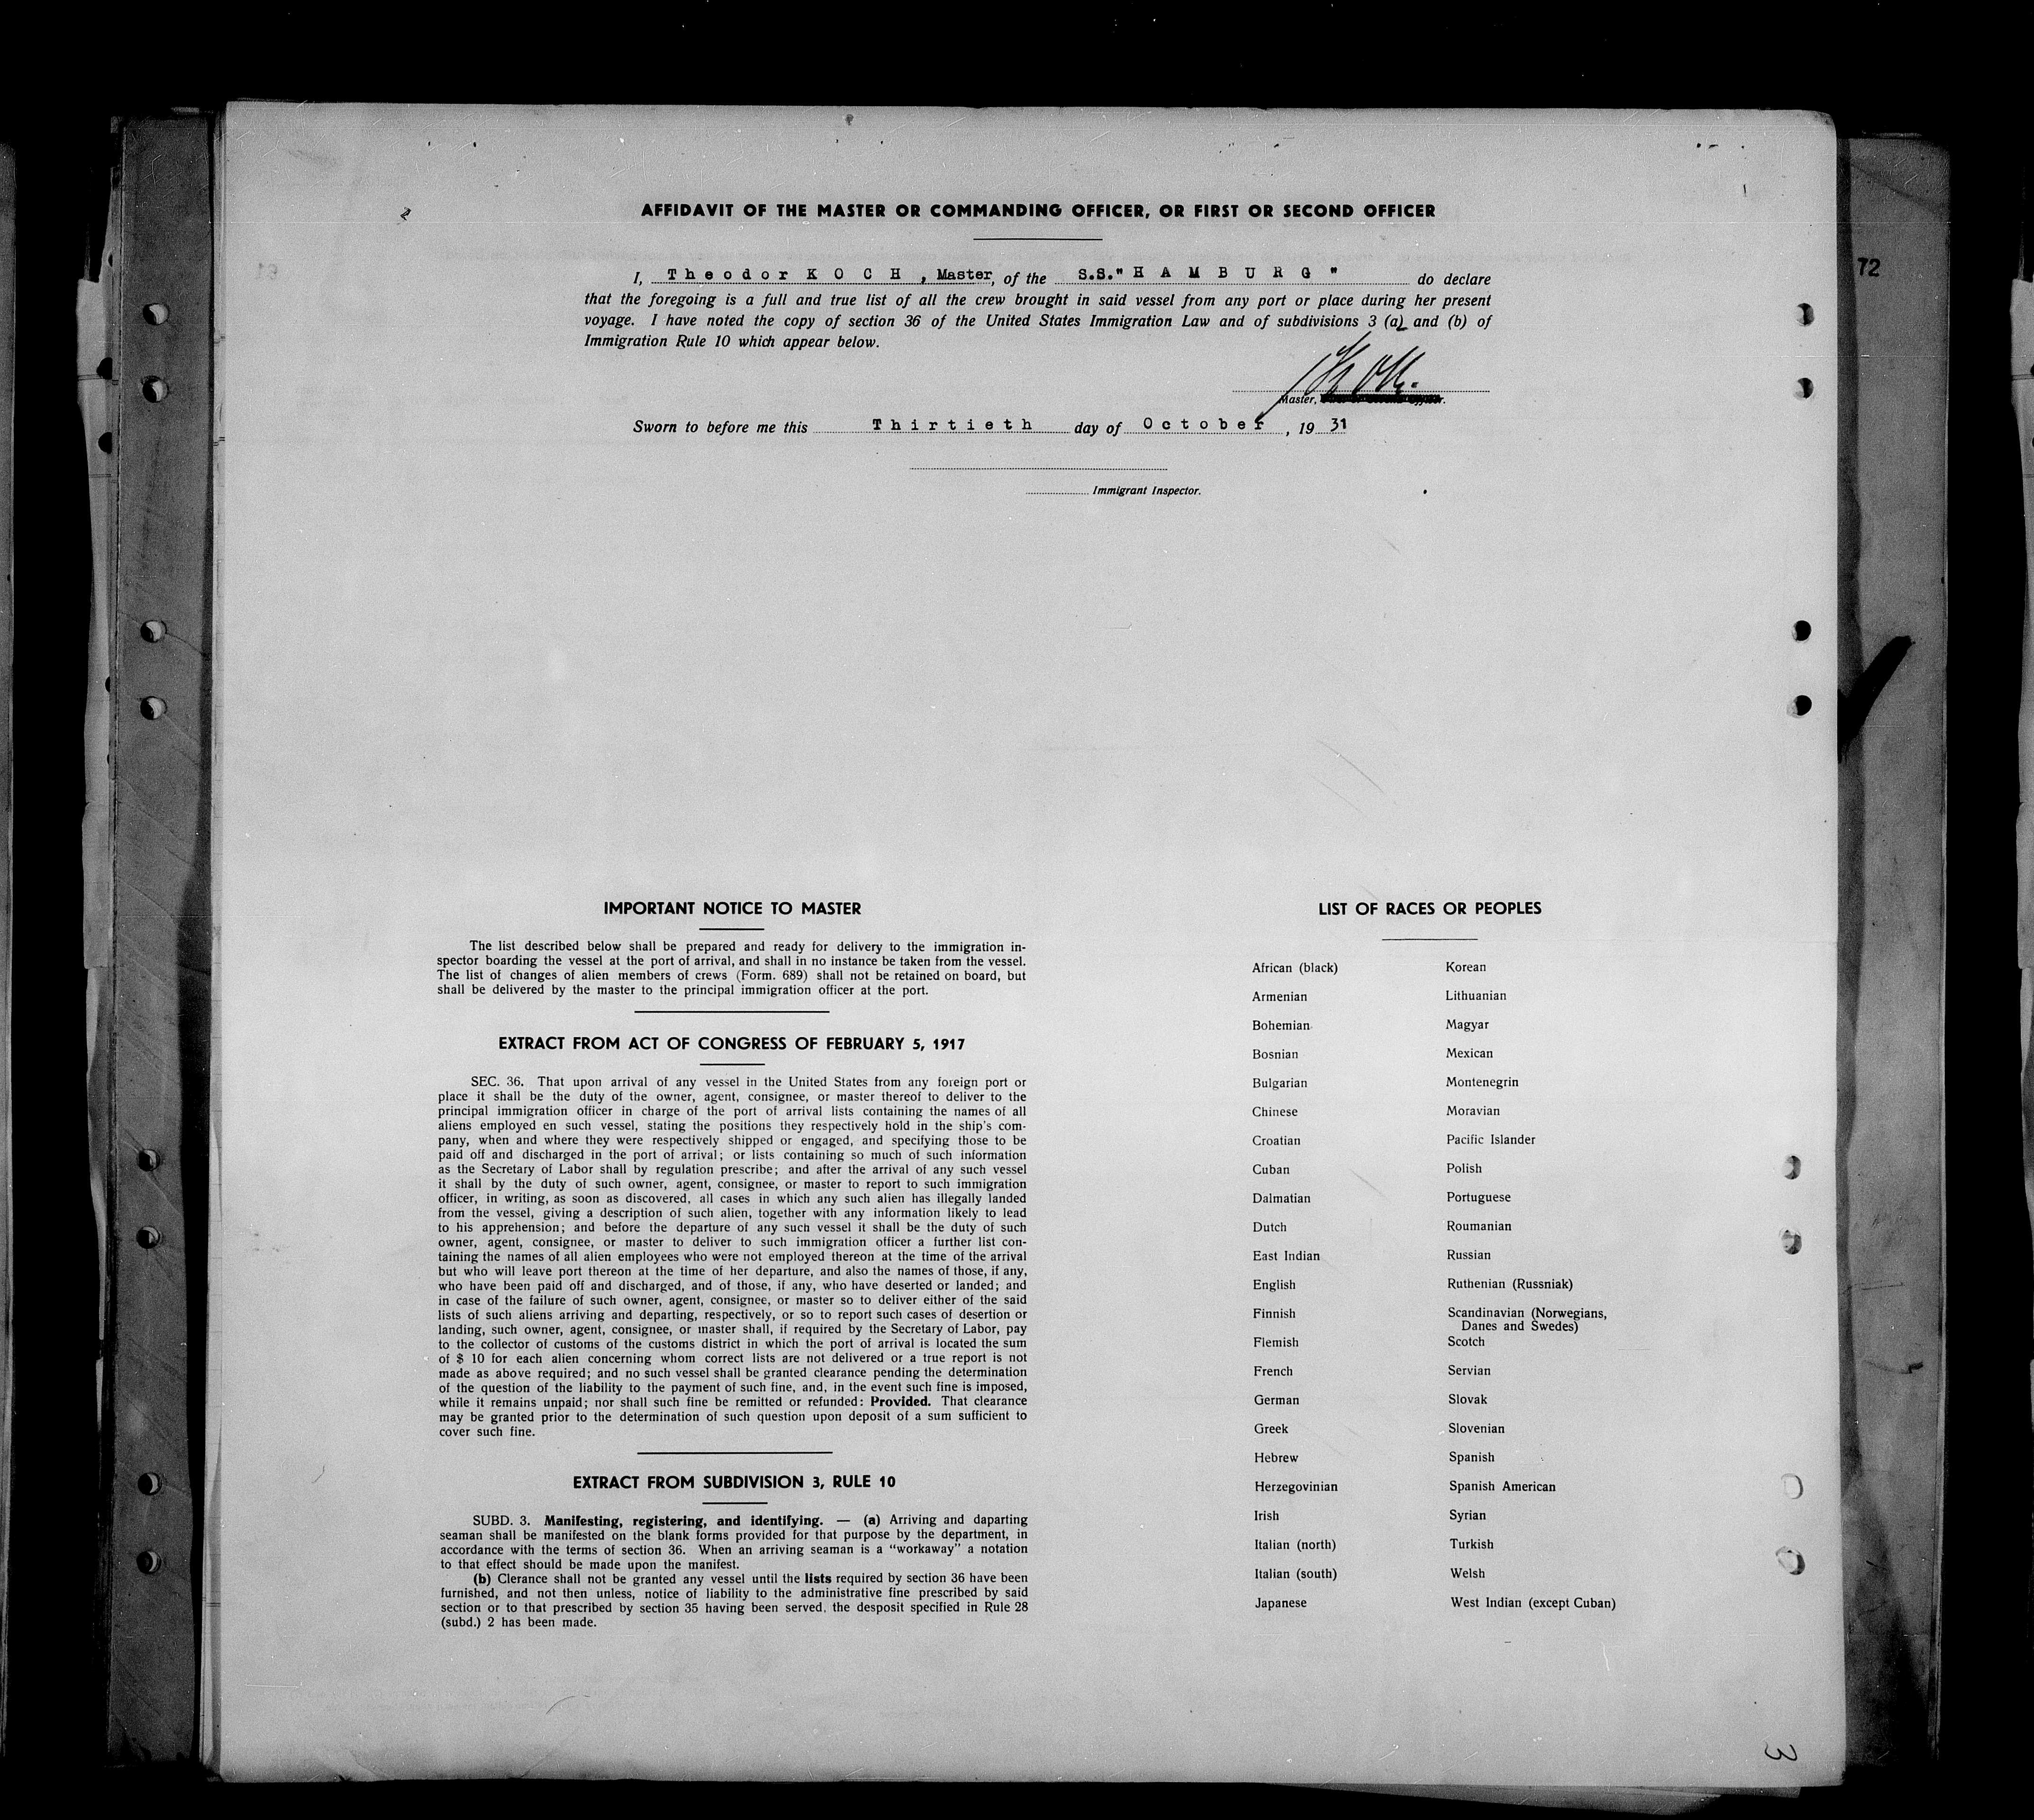 AFFIDAVIT OF THE MASTER OR COMMANDING OFFICER, OR FIRST OR SECOND OFFICER
I, Theodor KOCH, Master, of the S.S."HAMBURG" do declare
that the foregoing is a full and true list of all the crew brought in said vessel from any port or place during her present
voyage. I have noted the copy of section 36 of the United States Immigration Law and of subdivisions 3 (a) and (b) of
Immigration Rule 10 which appear below.
Master,
Sworn to before me this Thirtieth day of October, 19 31
Immigrant Inspector.
72
IMPORTANT NOTICE TO MASTER
The list described below shall be prepared and ready for delivery to the immigration in-
spector boarding the vessel at the port of arrival, and shall in no instance be taken from the vessel.
The list of changes of alien members of crews (Form. 689) shall not be retained on board, but
shall be delivered by the master to the principal immigration officer at the port.
EXTRACT FROM ACT OF CONGRESS OF FEBRUARY 5, 1917
SEC. 36. That upon arrival of any vessel in the United States from any foreign port or
place it shall be the duty of the owner, agent, consignee, or master thereof to deliver to the
principal immigration officer in charge of the port of arrival lists containing the names of all
aliens employed en such vessel, stating the positions they respectively hold in the ship's com-
pany, when and where they were respectively shipped or engaged, and specifying those to be
paid off and discharged in the port of arrival; or lists containing so much of such information
as the Secretary of Labor shall by regulation prescribe; and after the arrival of any such vessel
it shall by the duty of such owner, agent, consignee, or master to report to such immigration
officer, in writing, as soon as discovered, all cases in which any such alien has illegally landed
from the vessel, giving a description of such alien, together with any information likely to lead
to his apprehension; and before the departure of any such vessel it shall be the duty of such
owner, agent, consignee, or master to deliver to such immigration officer a further list con-
taining the names of all alien employees who were not employed thereon at the time of the arrival
but who will leave port thereon at the time of her departure, and also the names of those, if any,
who have been paid off and discharged, and of those, if any, who have deserted or landed; and
in case of the failure of such owner, agent, consignee, or master so to deliver either of the said
lists of such aliens arriving and departing, respectively, or so to report such cases of desertion or
landing, such owner, agent, consignee, or master shall, if required by the Secretary of Labor, pay
to the collector of customs of the customs district in which the port of arrival is located the sum
of $ 10 for each alien concerning whom correct lists are not delivered or a true report is not
made as above required; and no such vessel shall be granted clearance pending the determination
of the question of the liability to the payment of such fine, and, in the event such fine is imposed,
while it remains unpaid; nor shall such fine be remitted or refunded: Provided. That clearance
may be granted prior to the determination of such question upon deposit of a sum sufficient to
cover such fine.
EXTRACT FROM SUBDIVISION 3, RULE 10
SUBD. 3. Manifesting, registering, and identifying. — (a) Arriving and daparting
seaman shall be manifested on the blank forms provided for that purpose by the department, in
accordance with the terms of section 36. When an arriving seaman is a "workaway" a notation
to that effect should be made upon the manifest.
(b) Clerance shall not be granted any vessel until the lists required by section 36 have been
furnished, and not then unless, notice of liability to the administrative fine prescribed by said
section or to that prescribed by section 35 having been served, the desposit specified in Rule 28
(subd.) 2 has been made.
LIST OF RACES OR PEOPLES
African (black)
Armenian
Bohemian
Bosnian
Bulgarian
Chinese
Croatian
Cuban
Dalmatian
Dutch
East Indian
English
Finnish
Flemish
French
German
Greek
Hebrew
Herzegovinian
Irish
Italian (north)
Italian (south)
Japanese
Korean
Lithuanian
Magyar
Mexican
Montenegrin
Moravian
Pacific Islander
Polish
Portuguese
Roumanian
Russian
Ruthenian (Russniak)
Scandinavian (Norwegians,
Danes and Swedes)
Scotch
Servian
Slovak
Slovenian
Spanish
Spanish American
Syrian
Turkish
Welsh
West Indian (except Cuban)
3